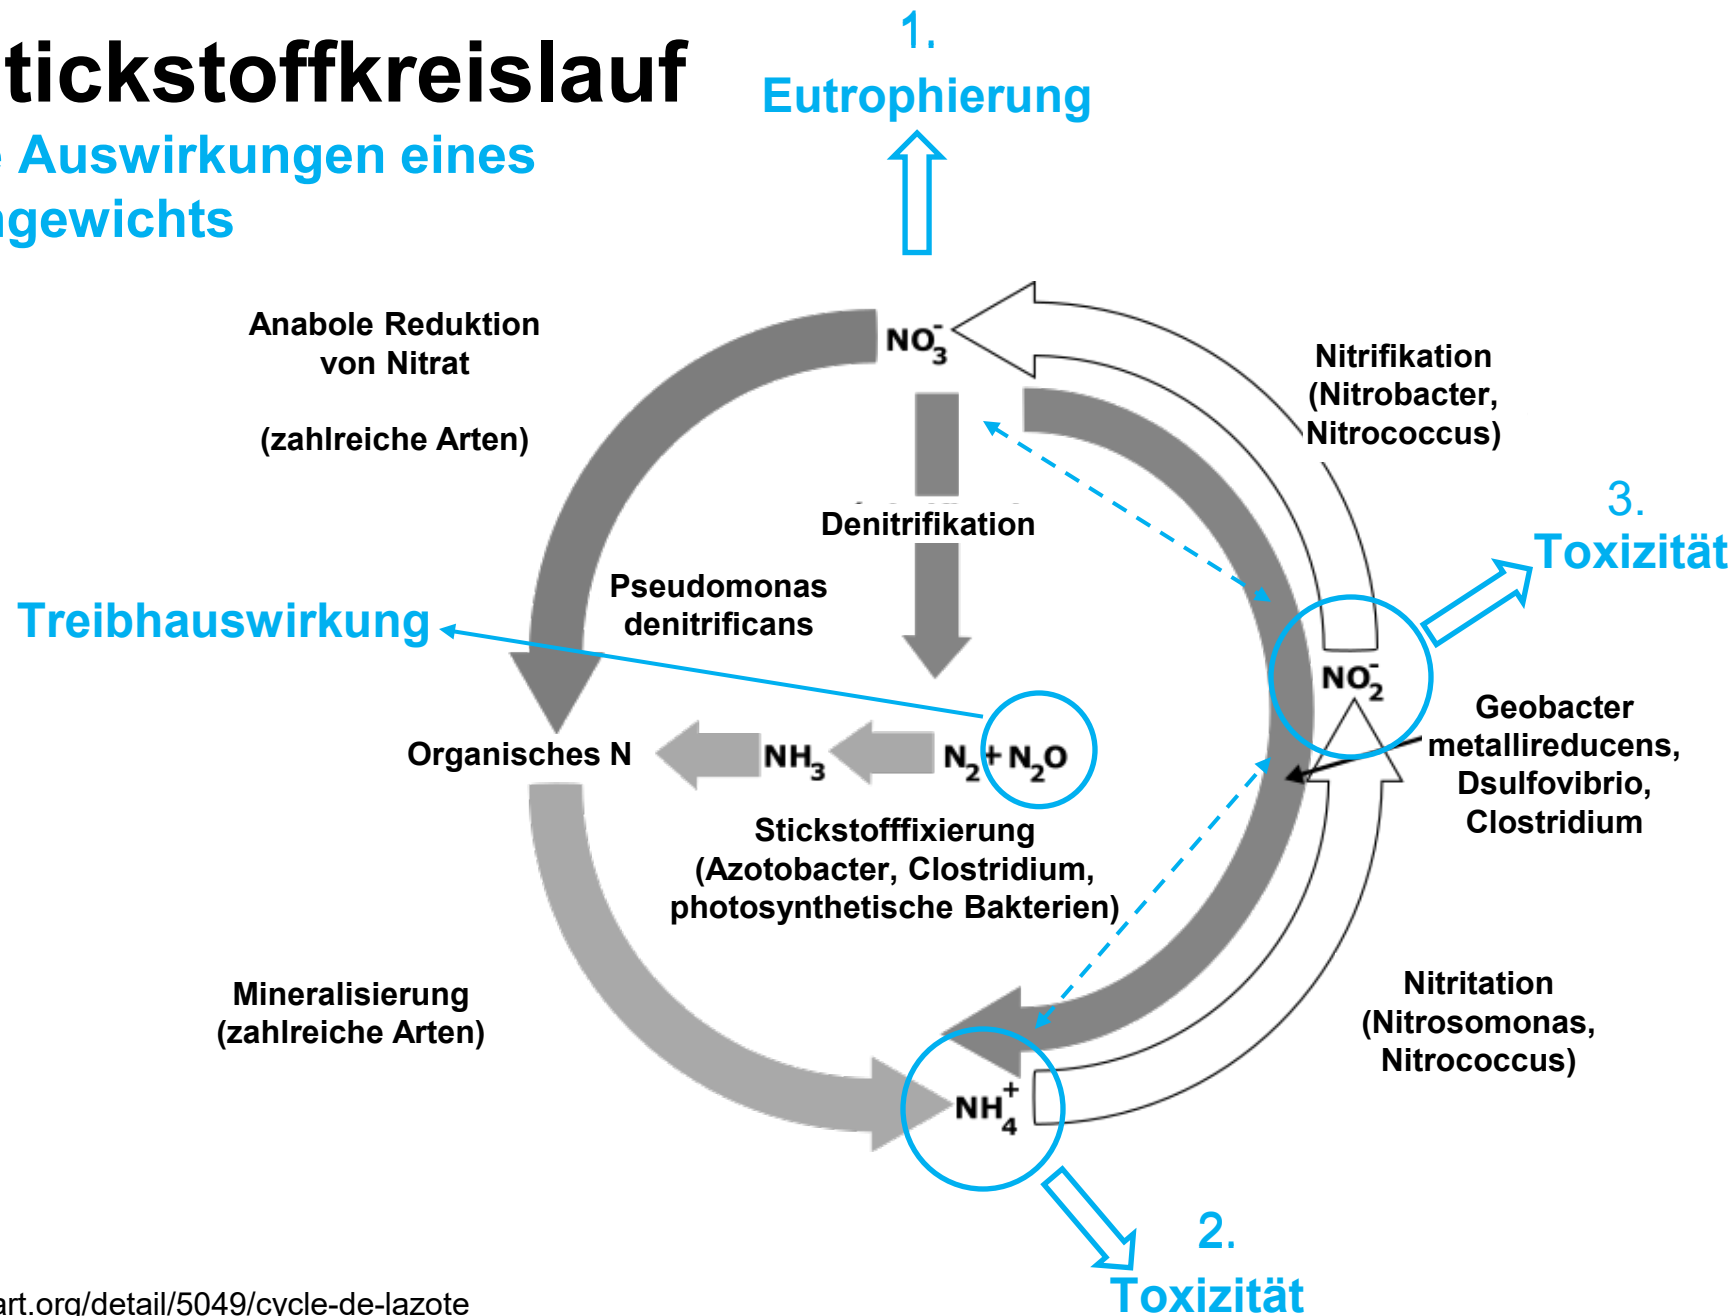 tickstoffkreislauf
e Auswirkungen eines
ngewichts
1.
Eutrophierung
Anabole Reduktion
von Nitrat
(zahlreiche Arten)
NO3-
Nitrifikation
(Nitrobacter,
Nitrococcus)
Denitrifikation
3.
Toxizität
Pseudomonas
denitrificans
Treibhauswirkung
NO2-
Geobacter
metallireducens,
Dsulfovibrio,
Clostridium
Organisches N
NH3
N2+ N2O
Stickstofffixierung
(Azotobacter, Clostridium,
photosynthetische Bakterien)
Mineralisierung
(zahlreiche Arten)
Nitritation
(Nitrosomonas,
Nitrococcus)
NH4+
2.
Toxizität
art.org/detail/5049/cycle-de-lazote